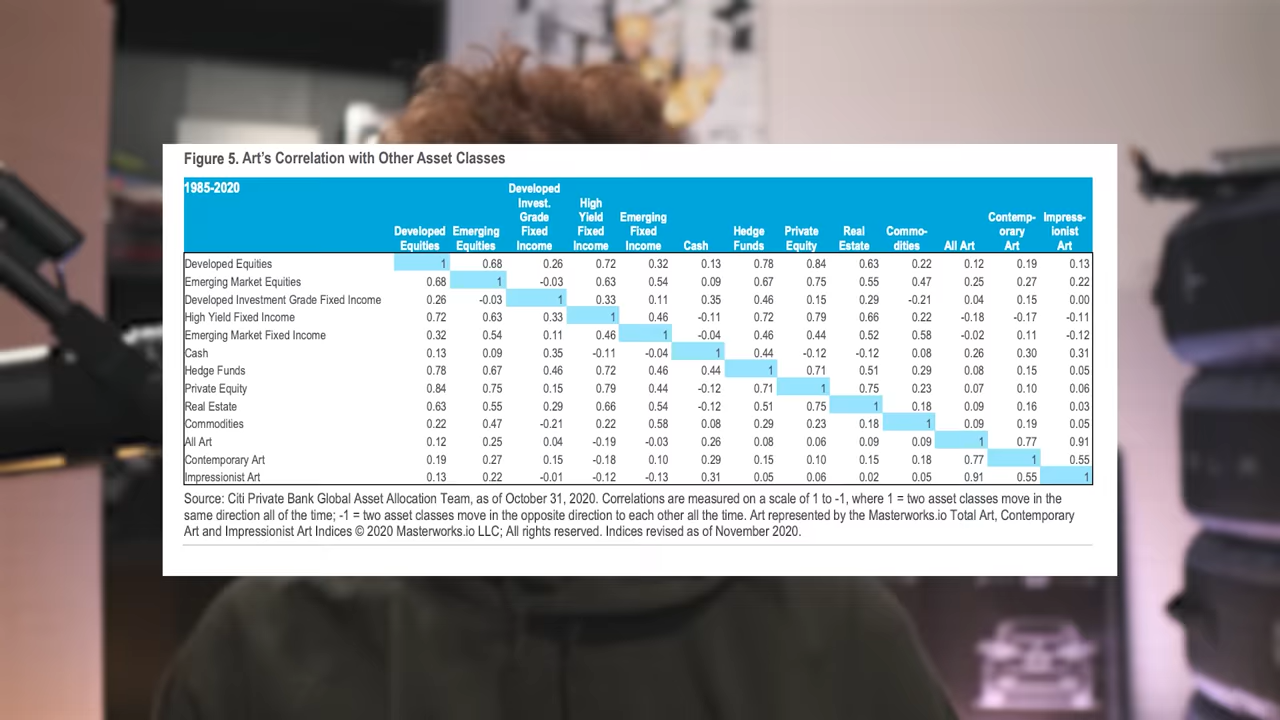 Figure 5. Art's Correlation with Other Asset Classes
1985-2020
Developed Equities Emerging Equities Developed Invest. Grade Fixed Income High Yield Fixed Income Emerging Fixed Income Cash Hedge Funds Private Equity Real Estate Commo-dities All Art Contemp-orary Art Impress-ionist Art
Developed Equities 1 0.68 0.26 0.72 0.32 0.13 0.78 0.84 0.63 0.22 0.12 0.19 0.13
Emerging Market Equities 0.68 1 -0.03 0.63 0.54 0.09 0.67 0.75 0.55 0.47 0.25 0.27 0.22
Developed Investment Grade Fixed Income 0.26 -0.03 1 0.33 0.11 0.35 0.46 0.15 0.29 -0.21 0.04 0.15 0.00
High Yield Fixed Income 0.72 0.63 0.33 1 0.46 -0.11 0.72 0.79 0.66 0.22 -0.18 -0.17 -0.11
Emerging Market Fixed Income 0.32 0.54 0.11 0.46 1 -0.04 0.46 0.44 0.52 0.58 -0.02 0.11 -0.12
Cash 0.13 0.09 0.35 -0.11 -0.04 1 0.44 -0.12 -0.12 0.08 0.26 0.30 0.31
Hedge Funds 0.78 0.67 0.46 0.72 0.46 0.44 1 0.71 0.51 0.29 0.08 0.15 0.05
Private Equity 0.84 0.75 0.15 0.79 0.44 -0.12 0.71 1 0.75 0.23 0.07 0.10 0.06
Real Estate 0.63 0.55 0.29 0.66 0.54 -0.12 0.51 0.75 1 0.18 0.09 0.16 0.03
Commodities 0.22 0.47 -0.21 0.22 0.58 0.08 0.29 0.23 0.18 1 0.09 0.19 0.05
All Art 0.12 0.25 0.04 -0.19 -0.03 0.26 0.08 0.06 0.09 0.09 1 0.77 0.91
Contemporary Art 0.19 0.27 0.15 -0.18 0.10 0.29 0.15 0.10 0.15 0.18 0.77 1 0.55
Impressionist Art 0.13 0.22 -0.01 -0.12 -0.13 0.31 0.05 0.06 0.02 0.05 0.91 0.55 1
Source: Citi Private Bank Global Asset Allocation Team, as of October 31, 2020. Correlations are measured on a scale of 1 to -1, where 1 = two asset classes move in the
same direction all of the time; -1 = two asset classes move in the opposite direction to each other all the time. Art represented by the Masterworks.io Total Art, Contemporary
Art and Impressionist Art Indices © 2020 Masterworks.io LLC; All rights reserved. Indices revised as of November 2020.